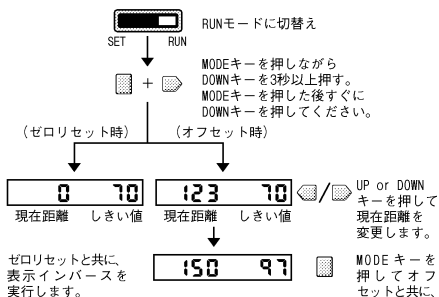 RUNモードに切替え
SET RUN
MODEキーを押しながら
DOWNキーを3秒以上押す。
MODEキーを押した後すぐに
DOWNキーを押してください。
+
(ゼロリセット時) (オフセット時)
0 70
現在距離 しきい値
123 70
現在距離 しきい値
/
UP or DOWN
キーを押して
現在距離を
変更します。
ゼロリセットと共に、
表示インバースを
実行します。
150 97
MODE キーを
押してオフ
セットと共に、